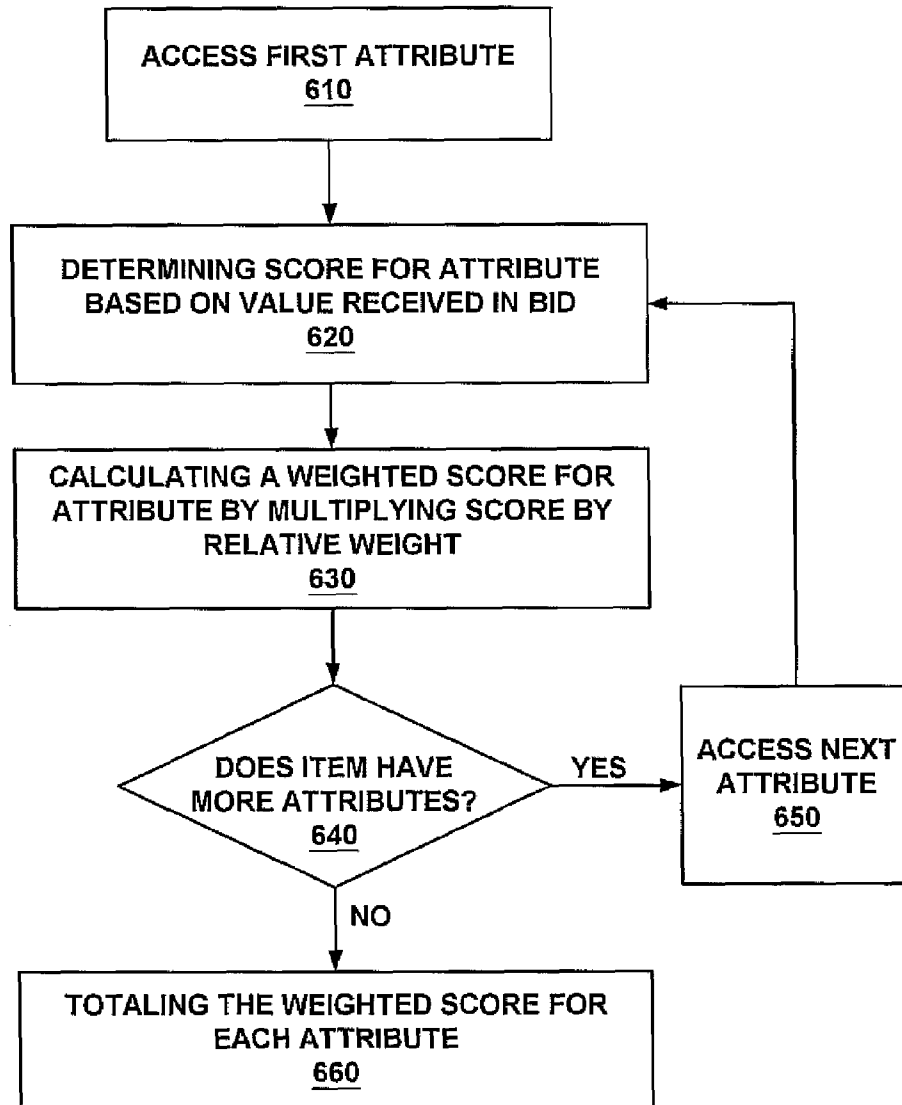 ACCESS FIRST ATTRIBUTE
610
DETERMINING SCORE FOR ATTRIBUTE
BASED ON VALUE RECEIVED IN BID
620
CALCULATING A WEIGHTED SCORE FOR
ATTRIBUTE BY MULTIPLYING SCORE BY
RELATIVE WEIGHT
630
DOES ITEM HAVE
MORE ATTRIBUTES?
640
YES
ACCESS NEXT
ATTRIBUTE
650
NO
TOTALING THE WEIGHTED SCORE FOR
EACH ATTRIBUTE
660